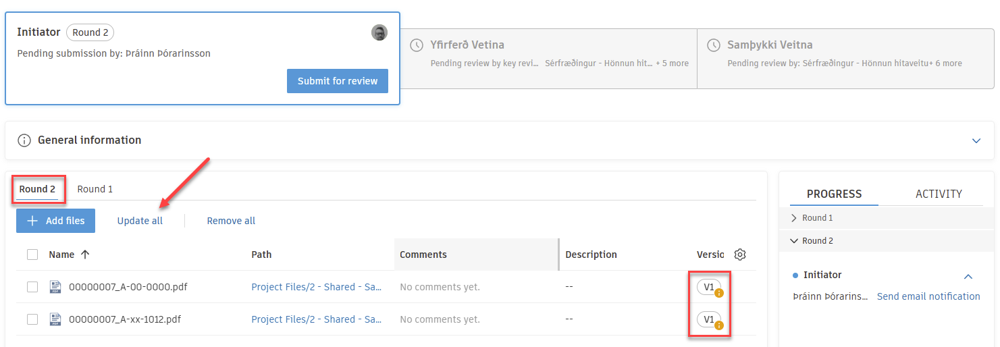 Initiator Round 2
Pending submission by: Þráinn Þórarinsson
Submit for review
Yfirferð Vetina
Pending review by key revi... Sérfræðingur - Hönnun hit... + 5 more
Samþykki Veitna
Pending review by: Sérfræðingur - Hönnun hitaveitu+ 6 more
General information
Round 2 Round 1
Add files Update all Remove all
Name Path Comments Description Versio
00000007_A-00-0000.pdf Project Files/2 - Shared - Sa... No comments yet. -- V1
00000007_A-xx-1012.pdf Project Files/2 - Shared - Sa... No comments yet. -- V1
PROGRESS ACTIVITY
Round 1
Round 2
Initiator
Þráinn Þórarins... Send email notification